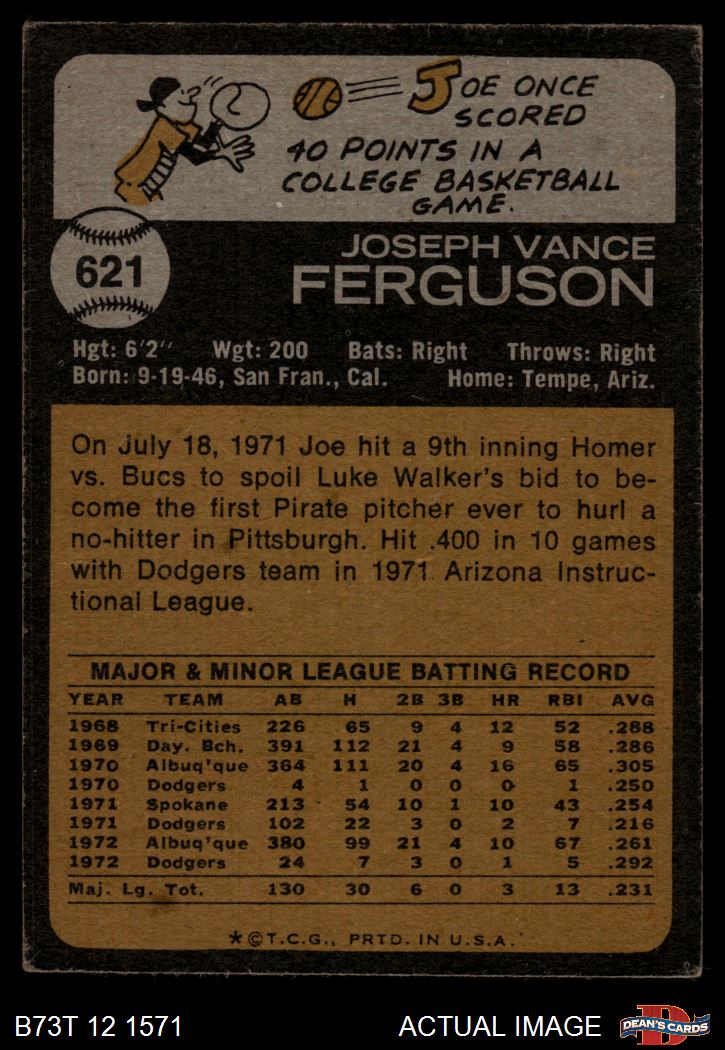 JOE ONCE
SCORED
40 POINTS IN A
COLLEGE BASKETBALL
GAME.
621
JOSEPH VANCE
FERGUSON
Hgt: 6'2" Wgt: 200 Bats: Right Throws: Right
Born: 9-19-46, San Fran., Cal. Home: Tempe, Ariz.
On July 18, 1971 Joe hit a 9th inning Homer
vs. Bucs to spoil Luke Walker's bid to be-
come the first Pirate pitcher ever to hurl a
no-hitter in Pittsburgh. Hit .400 in 10 games
with Dodgers team in 1971 Arizona Instruc-
tional League.
MAJOR & MINOR LEAGUE BATTING RECORD
YEAR TEAM AB H 2B 3B HR RBI AVG
1968 Tri-Cities 226 65 9 4 12 52 .288
1969 Day. Bch. 391 112 21 4 9 58 .286
1970 Albuq'que 364 111 20 4 16 65 .305
1970 Dodgers 4 1 0 0 0 1 .250
1971 Spokane 213 54 10 1 10 43 .254
1971 Dodgers 102 22 3 0 2 7 .216
1972 Albuq'que 380 99 21 4 10 67 .261
1972 Dodgers 24 7 3 0 1 5 .292
Maj. Lg. Tot. 130 30 6 0 3 13 .231
*©T.C.G., PRTD. IN U.S.A.
B73T 12 1571 ACTUAL IMAGE D DEAN'S CARDS